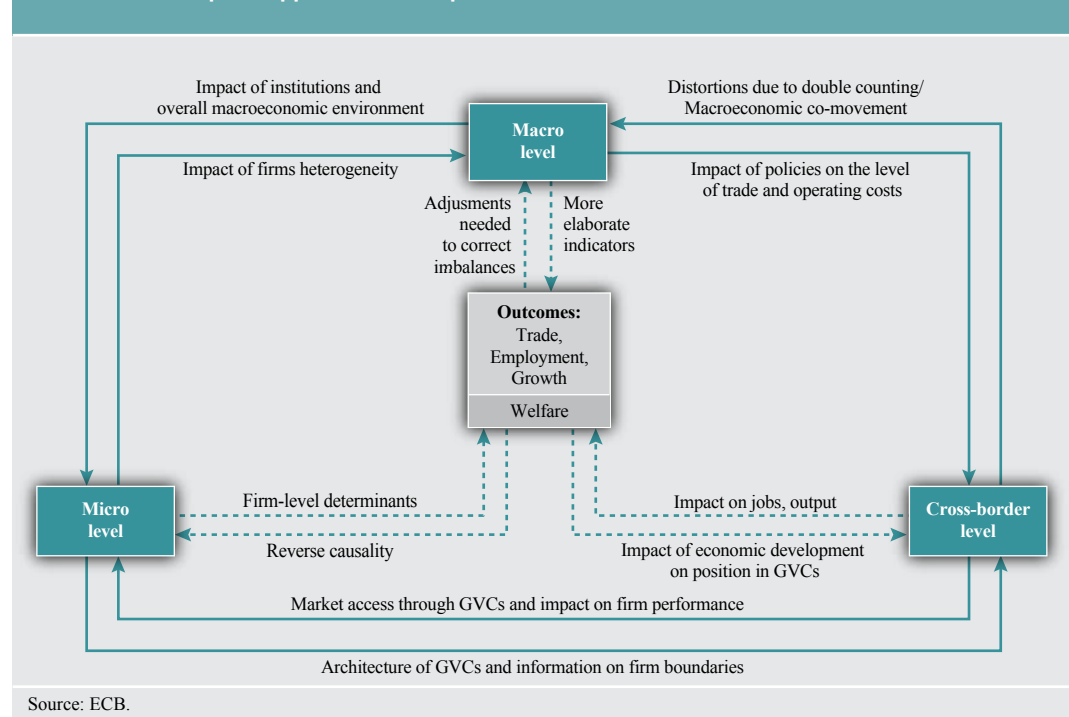 Impact of institutions and
overall macroeconomic environment
Distortions due to double counting/
Macroeconomic co-movement
Macro
level
Impact of firms heterogeneity
Impact of policies on the level
of trade and operating costs
Adjusments
needed
to correct
imbalances
More
elaborate
indicators
Outcomes:
Trade,
Employment,
Growth
Welfare
Micro
level
Firm-level determinants
Reverse causality
Impact on jobs, output
Impact of economic development
on position in GVCs
Cross-border
level
Market access through GVCs and impact on firm performance
Architecture of GVCs and information on firm boundaries
Source: ECB.